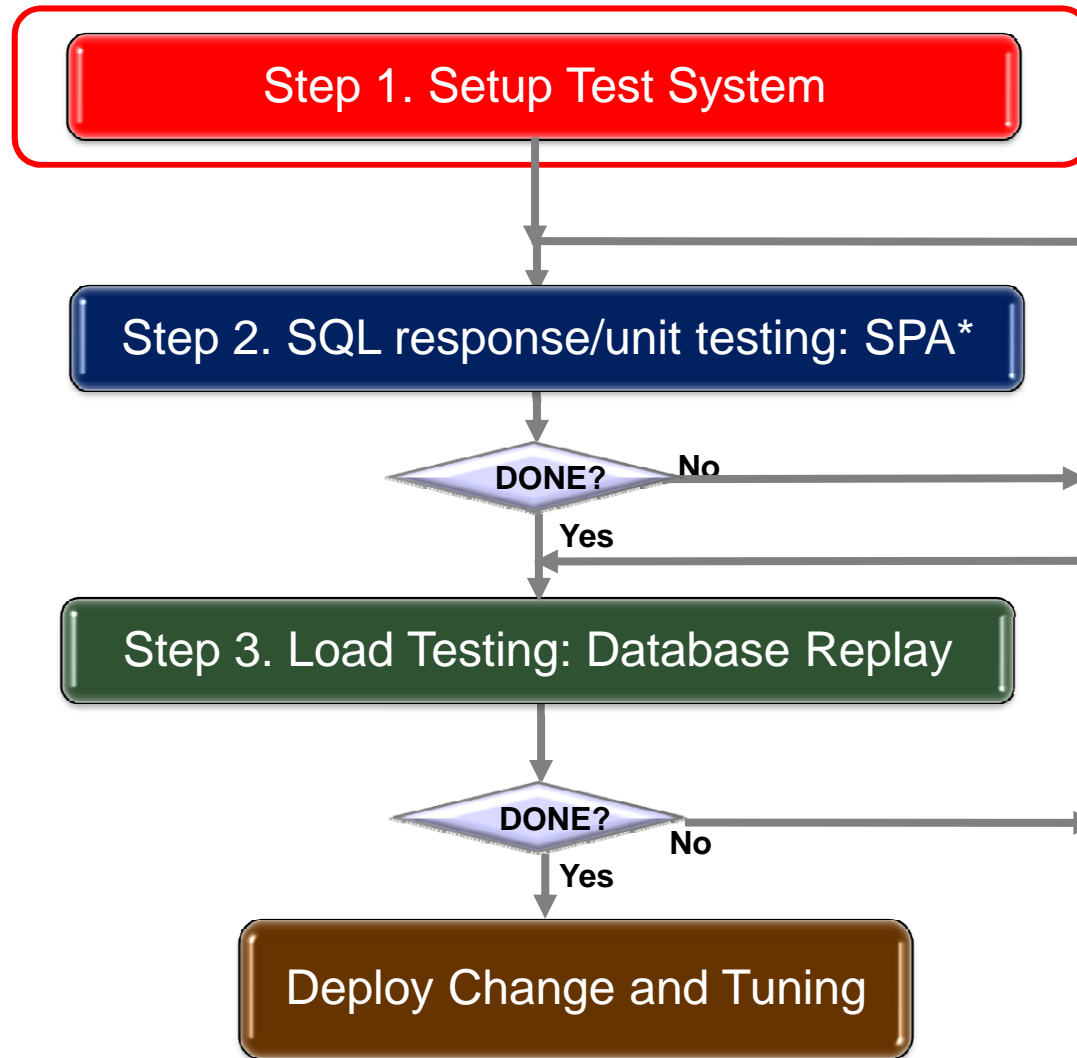 Step 1. Setup Test System
Step 2. SQL response/unit testing: SPA*
DONE?
No
Yes
Step 3. Load Testing: Database Replay
DONE?
No
Yes
Deploy Change and Tuning